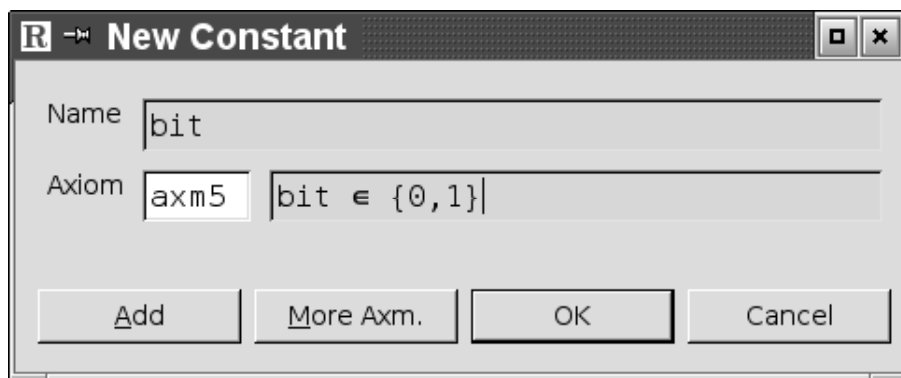 R New Constant
Name bit
Axiom axm5 bit ∈ {0,1}
Add More Axm. OK Cancel